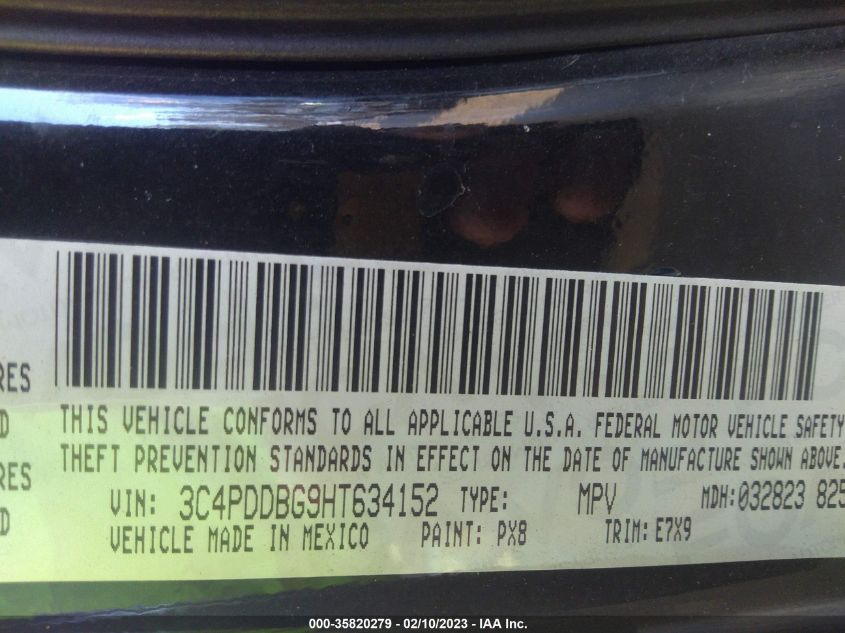 RES
THIS VEHICLE CONFORMS TO ALL APPLICABLE U.S.A. FEDERAL MOTOR VEHICLE SAFETY
D
THEFT PREVENTION STANDARDS IN EFFECT ON THE DATE OF MANUFACTURE SHOWN ABOVE.
RES
VIN: 3C4PDDBG9HT634152 TYPE: MPV MDH:032823 825
D
VEHICLE MADE IN MEXICO PAINT: PX8 TRIM: E7X9
000-35820279 - 02/10/2023 - IAA Inc.